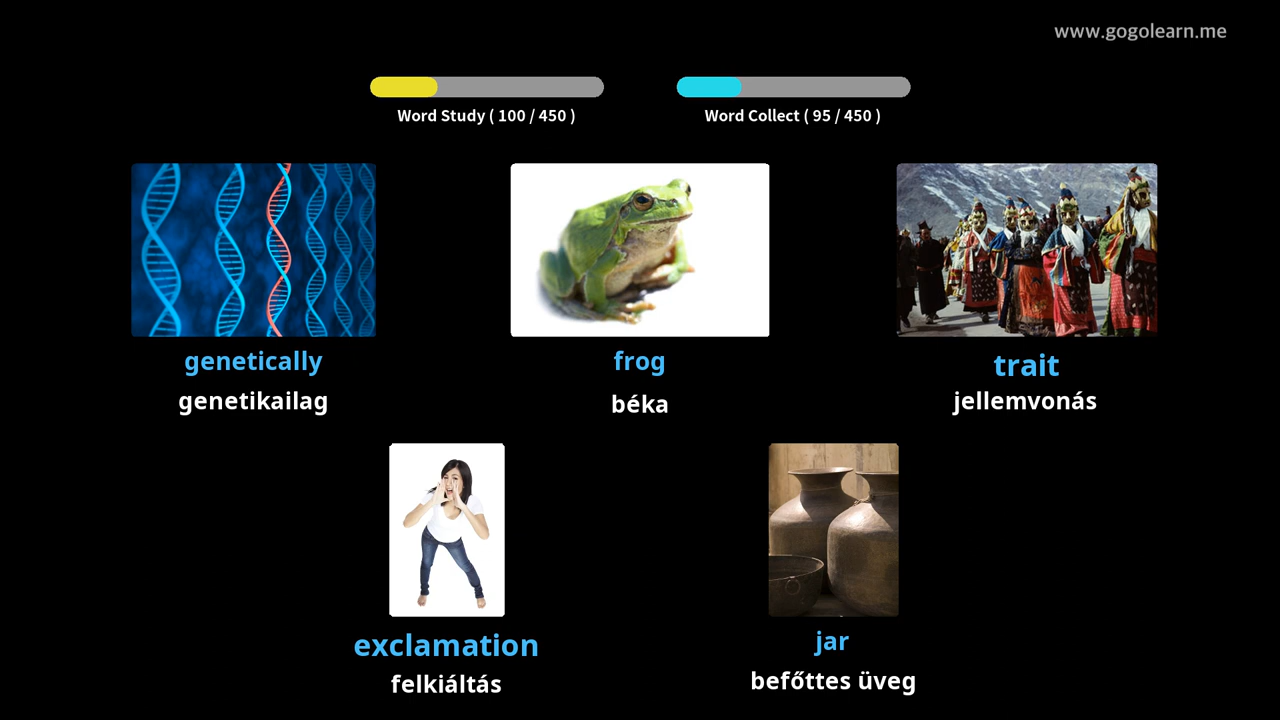 www.gogolearn.me
Word Study ( 100 / 450 )
Word Collect ( 95 / 450 )
genetically
genetikailag
frog
béka
trait
jellemvonás
exclamation
felkiáltás
jar
befőttes üveg